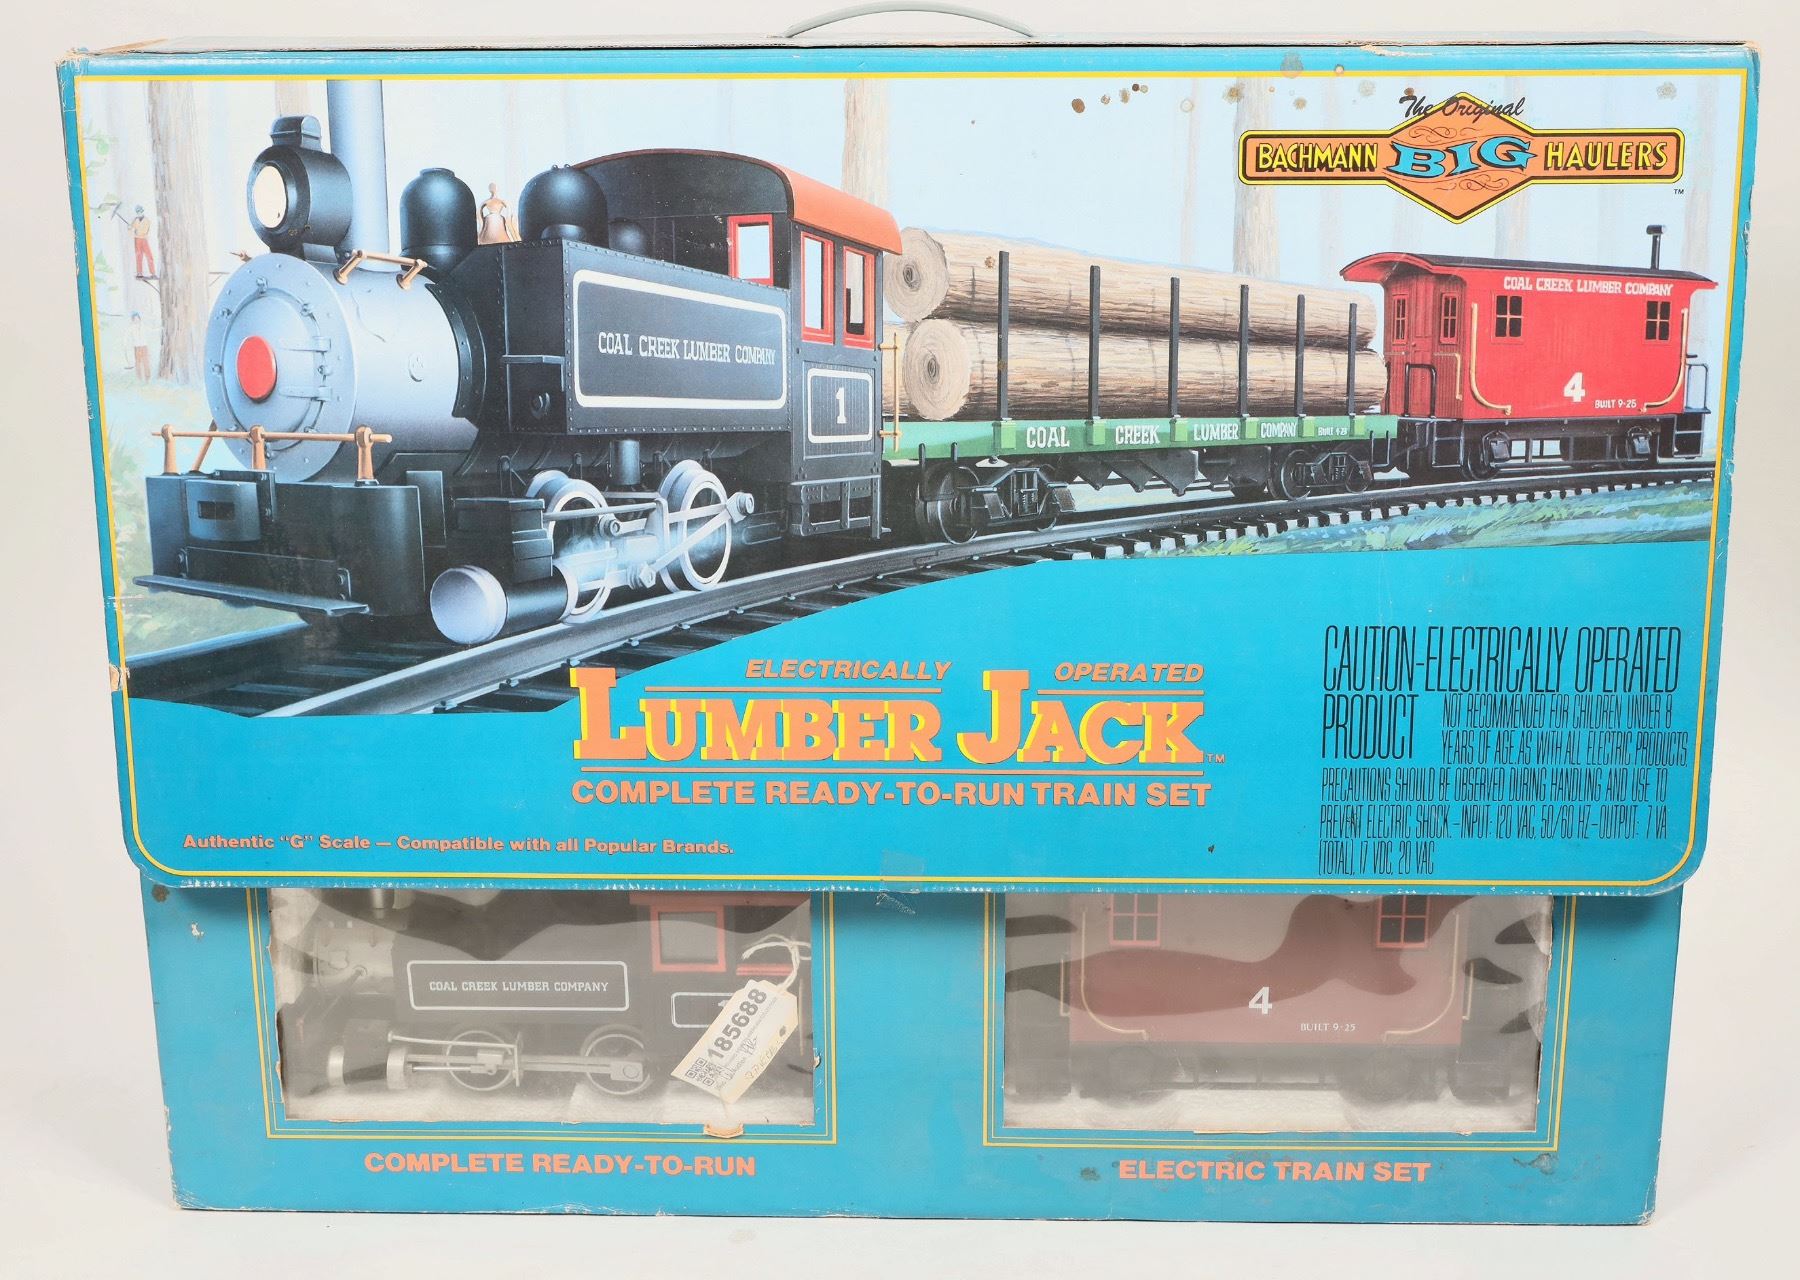 The Original
BACHMANN BIG HAULERS
TM
COAL CREEK LUMBER COMPANY
1
COAL CREEK LUMBER COMPANY
COAL CREEK LUMBER COMPANY
4
BUILT 9-25
ELECTRICALLY OPERATED
LUMBER JACK TM
COMPLETE READY-TO-RUN TRAIN SET
CAUTION-ELECTRICALLY OPERATED
PRODUCT NOT RECOMMENDED FOR CHILDREN UNDER 8
YEARS OF AGE. AS WITH ALL ELECTRIC PRODUCTS,
PRECAUTIONS SHOULD BE OBSERVED DURING HANDLING AND USE TO
PREVENT ELECTRIC SHOCK.-INPUT: 120 VAC, 50/60 HZ-OUTPUT: 7 VA
(TOTAL), 17 VDC, 20 VAC
Authentic "G" Scale — Compatible with all Popular Brands.
COAL CREEK LUMBER COMPANY
1
185688
4
BUILT 9-25
COMPLETE READY-TO-RUN
ELECTRIC TRAIN SET